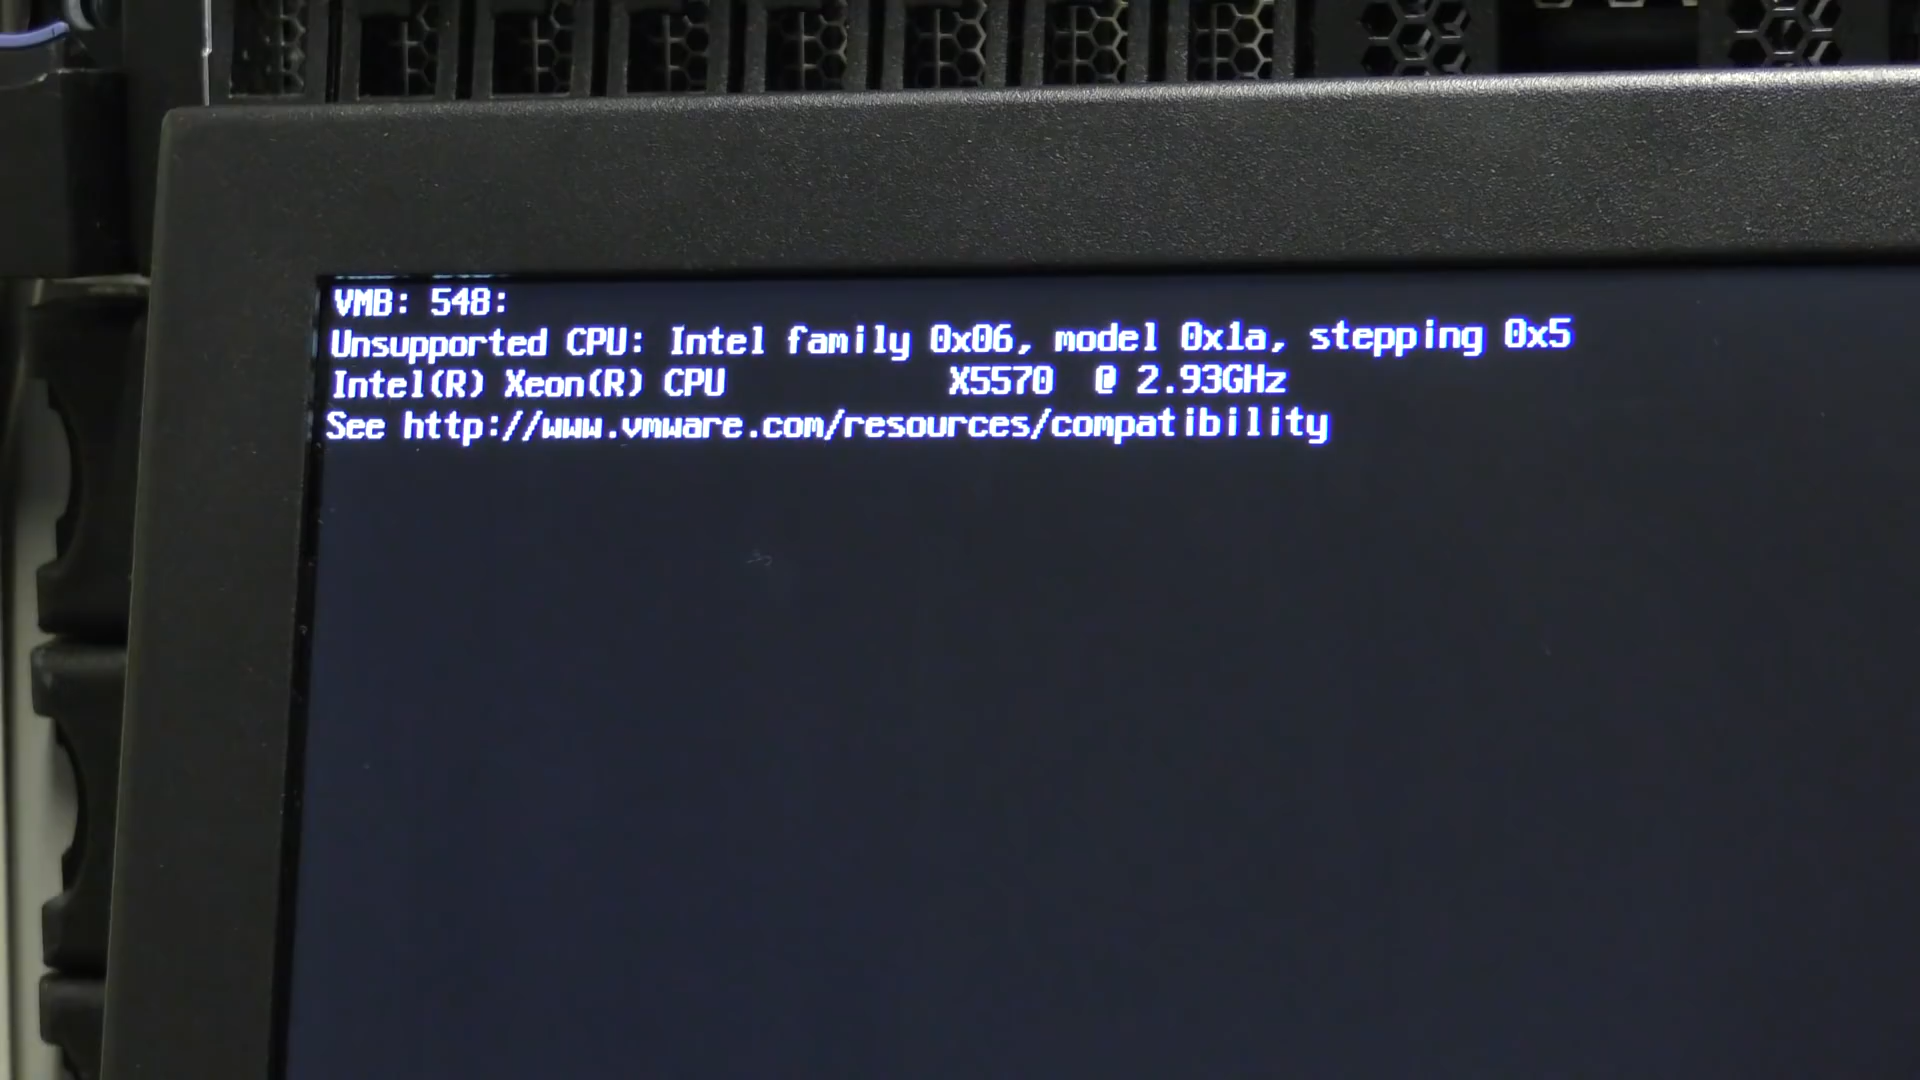 VMB: 548:
Unsupported CPU: Intel family 0x06, model 0x1a, stepping 0x5
Intel(R) Xeon(R) CPU           X5570  @ 2.93GHz
See http://www.vmware.com/resources/compatibility